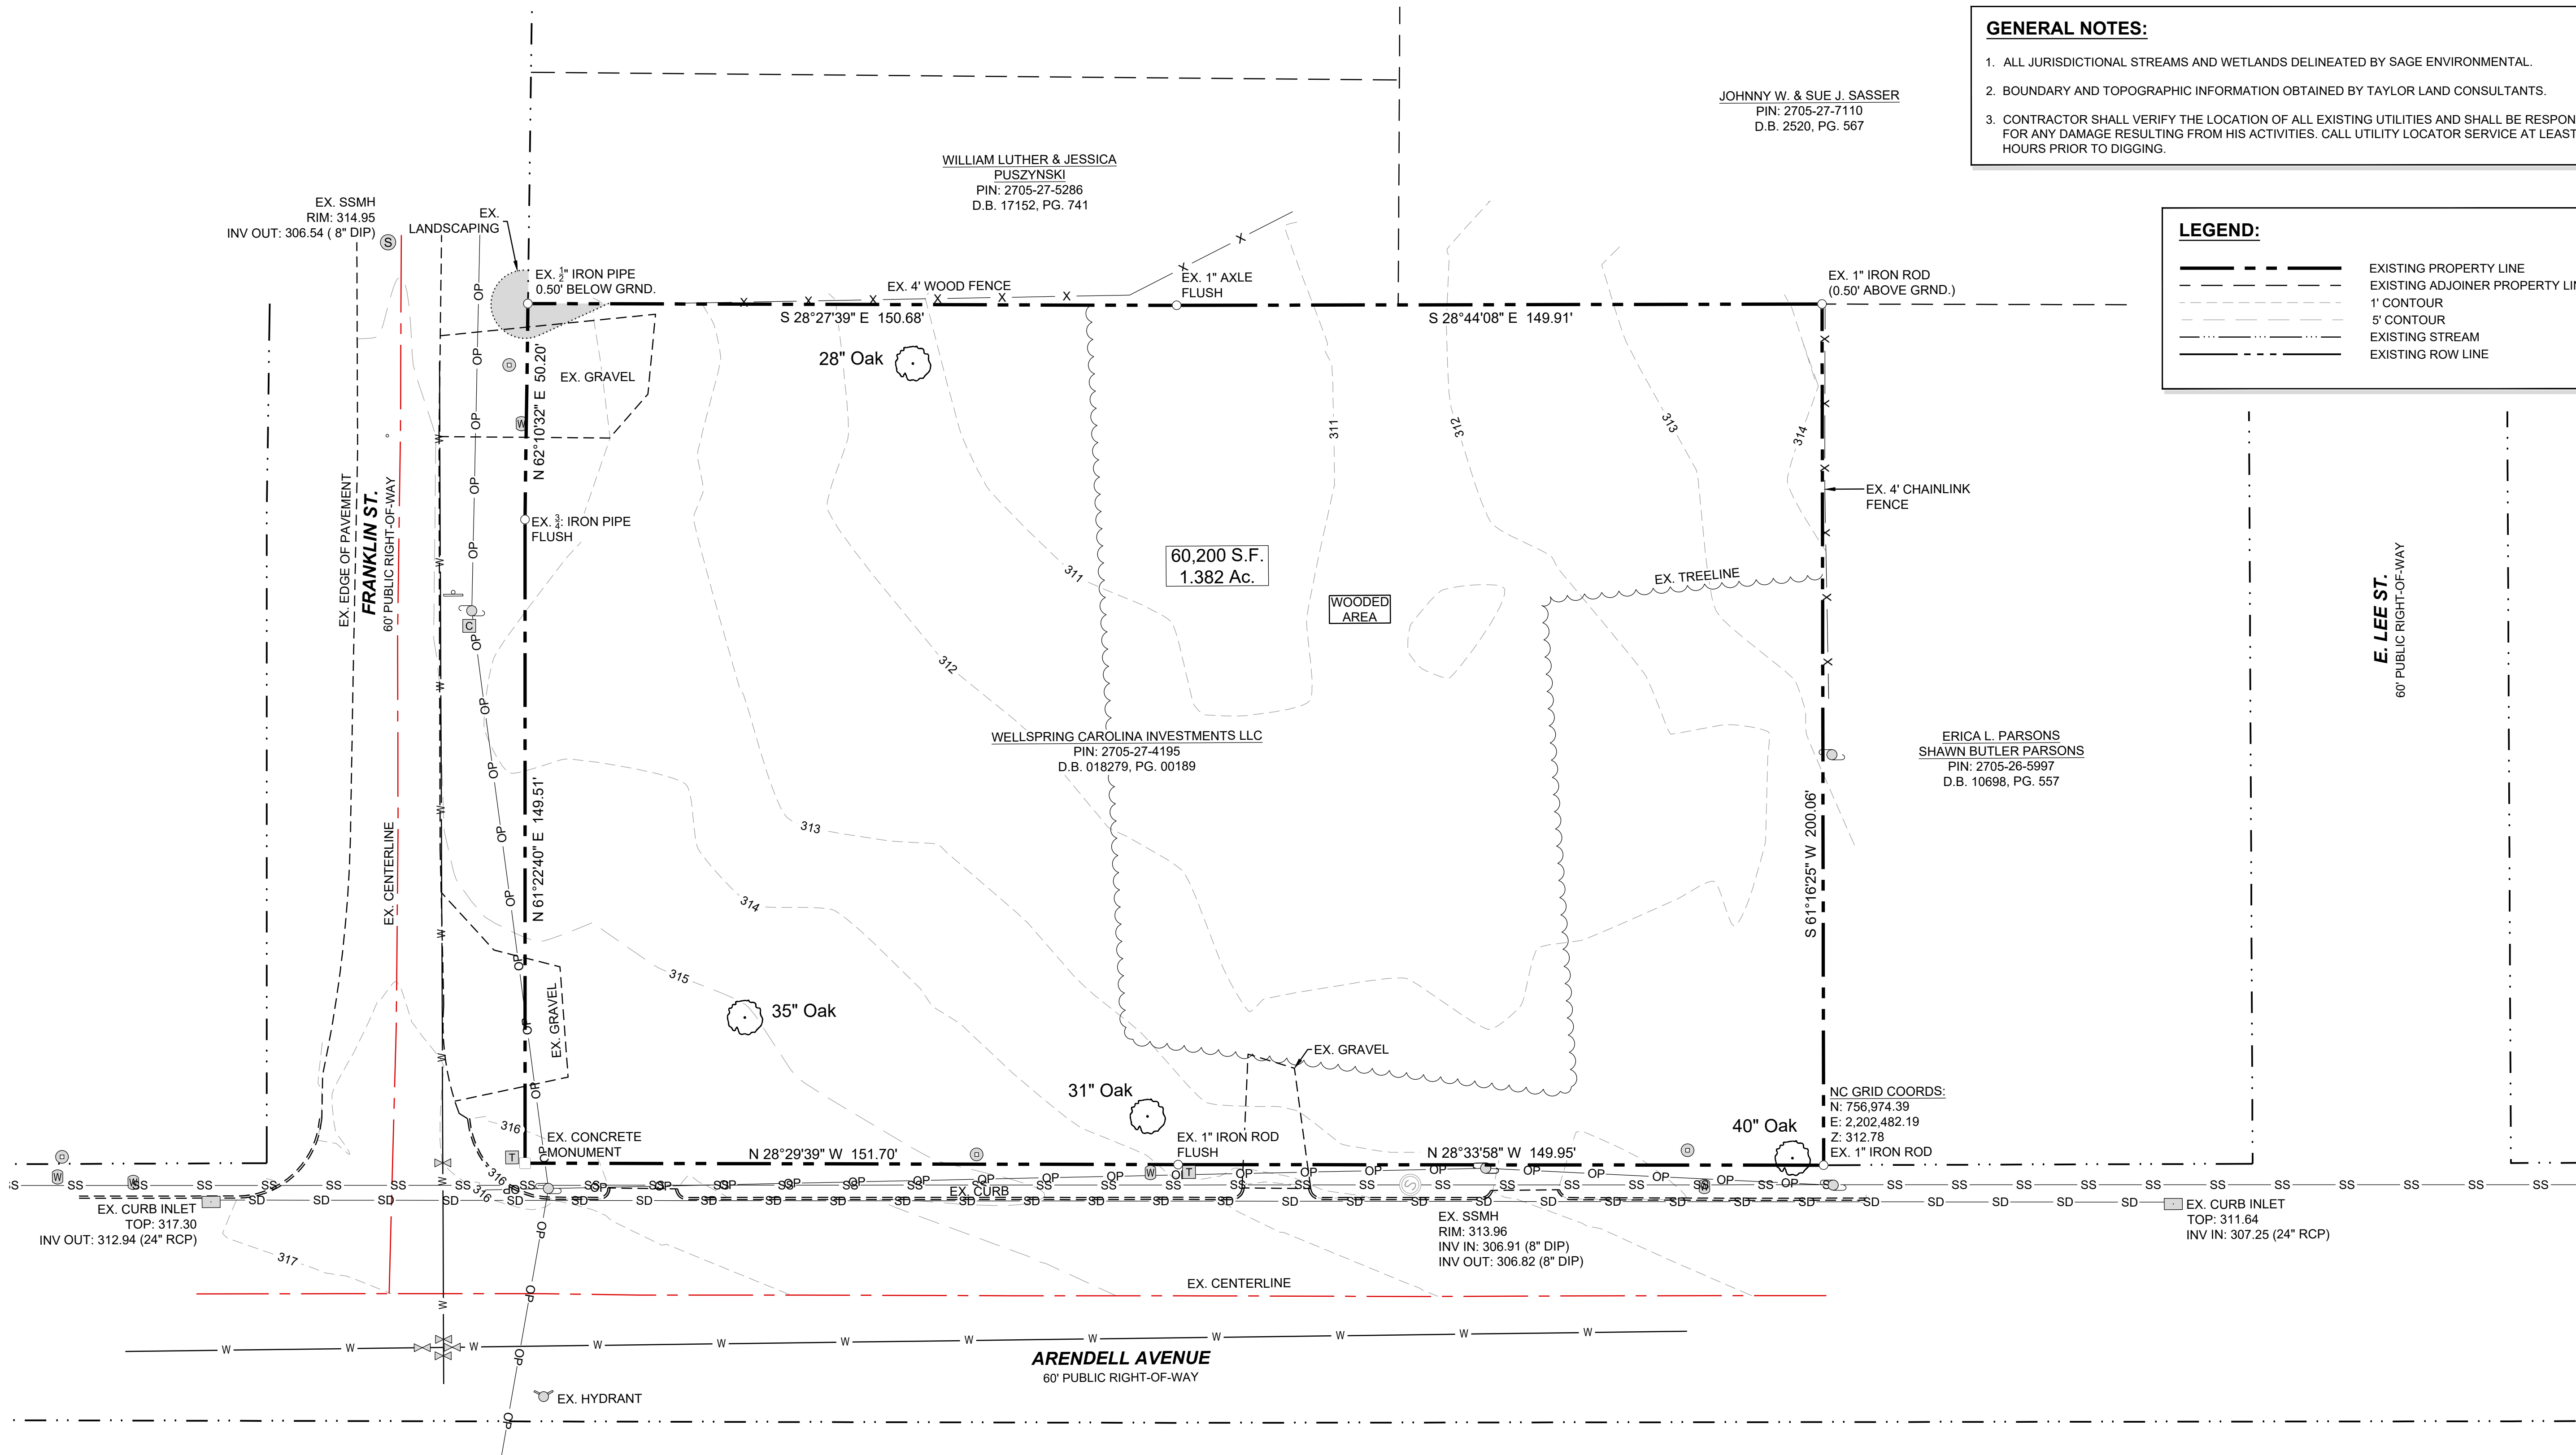 GENERAL NOTES:
1. ALL JURISDICTIONAL STREAMS AND WETLANDS DELINEATED BY SAGE ENVIRONMENTAL.
2. BOUNDARY AND TOPOGRAPHIC INFORMATION OBTAINED BY TAYLOR LAND CONSULTANTS.
3. CONTRACTOR SHALL VERIFY THE LOCATION OF ALL EXISTING UTILITIES AND SHALL BE RESPON
FOR ANY DAMAGE RESULTING FROM HIS ACTIVITIES. CALL UTILITY LOCATOR SERVICE AT LEAST
HOURS PRIOR TO DIGGING.
LEGEND:
EXISTING PROPERTY LINE
EXISTING ADJOINER PROPERTY LI
1' CONTOUR
5' CONTOUR
EXISTING STREAM
EXISTING ROW LINE
JOHNNY W. & SUE J. SASSER
PIN: 2705-27-7110
D.B. 2520, PG. 567
WILLIAM LUTHER & JESSICA
PUSZYNSKI
PIN: 2705-27-5286
D.B. 17152, PG. 741
EX. SSMH
RIM: 314.95
INV OUT: 306.54 ( 8" DIP)
S
EX.
LANDSCAPING
EX. 1/2" IRON PIPE
0.50' BELOW GRND.
EX. 4' WOOD FENCE
EX. 1" AXLE
FLUSH
EX. 1" IRON ROD
(0.50' ABOVE GRND.)
S 28°27'39" E 150.68'
S 28°44'08" E 149.91'
28" Oak
EX. GRAVEL
N 62°10'32" E 50.20'
311
312
313
314
EX. 4' CHAINLINK
FENCE
EX. EDGE OF PAVEMENT
FRANKLIN ST.
60' PUBLIC RIGHT-OF-WAY
EX. 3/4: IRON PIPE
FLUSH
60,200 S.F.
1.382 Ac.
311
EX. TREELINE
WOODED
AREA
C
312
E. LEE ST.
60' PUBLIC RIGHT-OF-WAY
WELLSPRING CAROLINA INVESTMENTS LLC
PIN: 2705-27-4195
D.B. 018279, PG. 00189
ERICA L. PARSONS
SHAWN BUTLER PARSONS
PIN: 2705-26-5997
D.B. 10698, PG. 557
EX. CENTERLINE
N 61°22'40" E 149.51'
313
314
S 61°16'25" W 200.06'
315
35" Oak
EX. GRAVEL
EX. GRAVEL
31" Oak
NC GRID COORDS:
N: 756,974.39
E: 2,202,482.19
Z: 312.78
EX. 1" IRON ROD
40" Oak
316
EX. CONCRETE
MONUMENT
N 28°29'39" W 151.70'
EX. 1" IRON ROD
FLUSH
N 28°33'58" W 149.95'
T
W
T
316
316
EX. CURB
EX. CURB INLET
TOP: 317.30
INV OUT: 312.94 (24" RCP)
EX. SSMH
RIM: 313.96
INV IN: 306.91 (8" DIP)
INV OUT: 306.82 (8" DIP)
EX. CURB INLET
TOP: 311.64
INV IN: 307.25 (24" RCP)
317
EX. CENTERLINE
ARENDELL AVENUE
60' PUBLIC RIGHT-OF-WAY
EX. HYDRANT